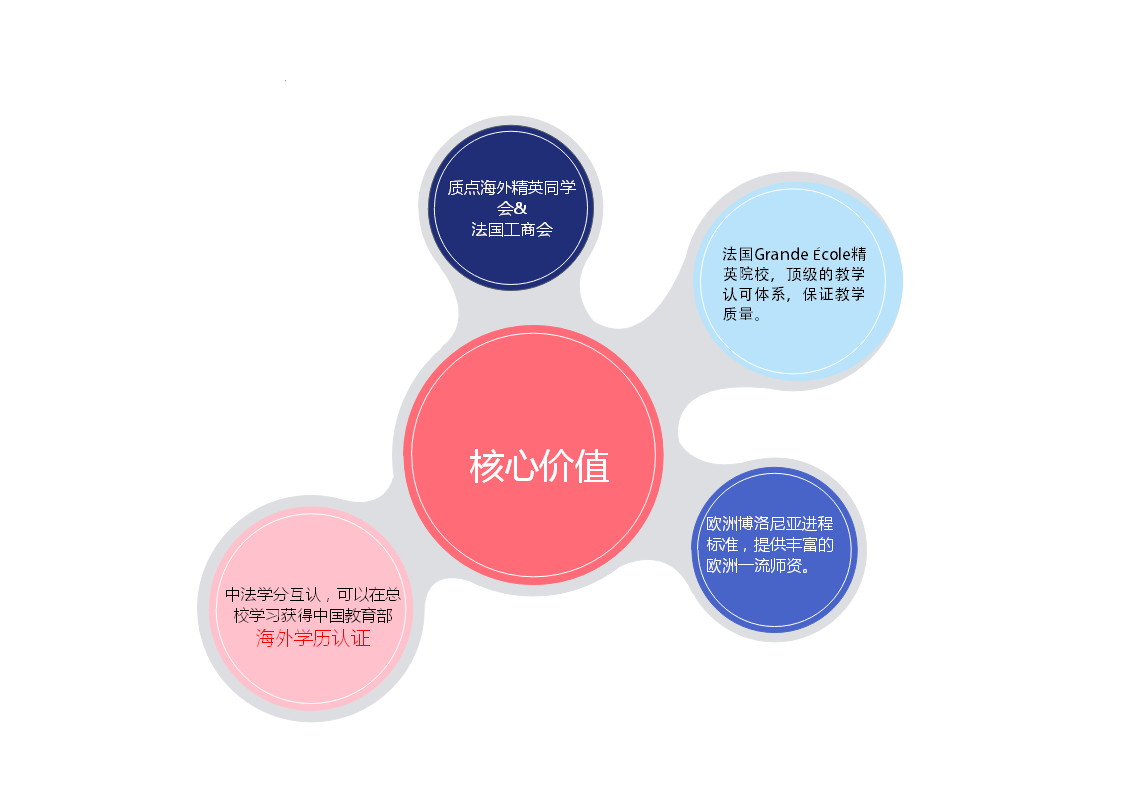 质点海外精英同学
会&
法国工商会
法国Grande École精
英院校，顶级的教学
认可体系，保证教学
质量。
核心价值
欧洲博洛尼亚进程
标准，提供丰富的
欧洲一流师资。
中法学分互认，可以在总
校学习获得中国教育部
海外学历认证